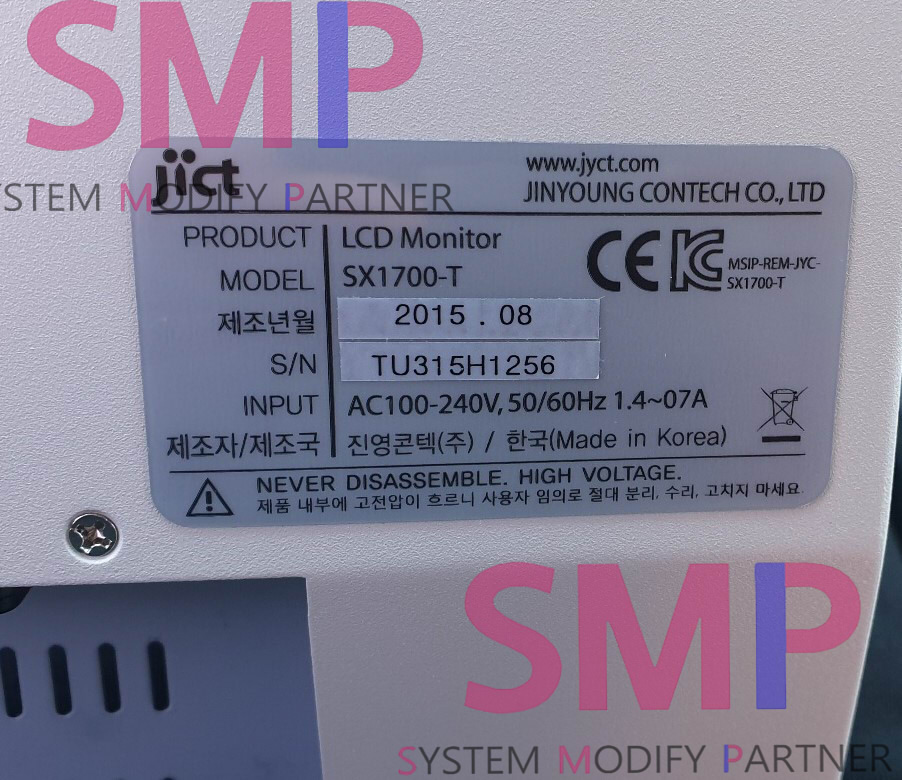 SMP
SYSTEM MODIFY PARTNER
jict
www.jyct.com
JINYOUNG CONTECH CO., LTD
PRODUCT LCD Monitor
MODEL SX1700-T
CE KC MSIP-REM-JYC-
SX1700-T
제조년월 2015 . 08
S/N TU315H1256
INPUT AC100-240V, 50/60Hz 1.4~07A
제조자/제조국 진영콘텍(주) / 한국(Made in Korea)
NEVER DISASSEMBLE. HIGH VOLTAGE.
제품 내부에 고전압이 흐르니 사용자 임의로 절대 분리, 수리, 고치지 마세요.
SMP
SYSTEM MODIFY PARTNER